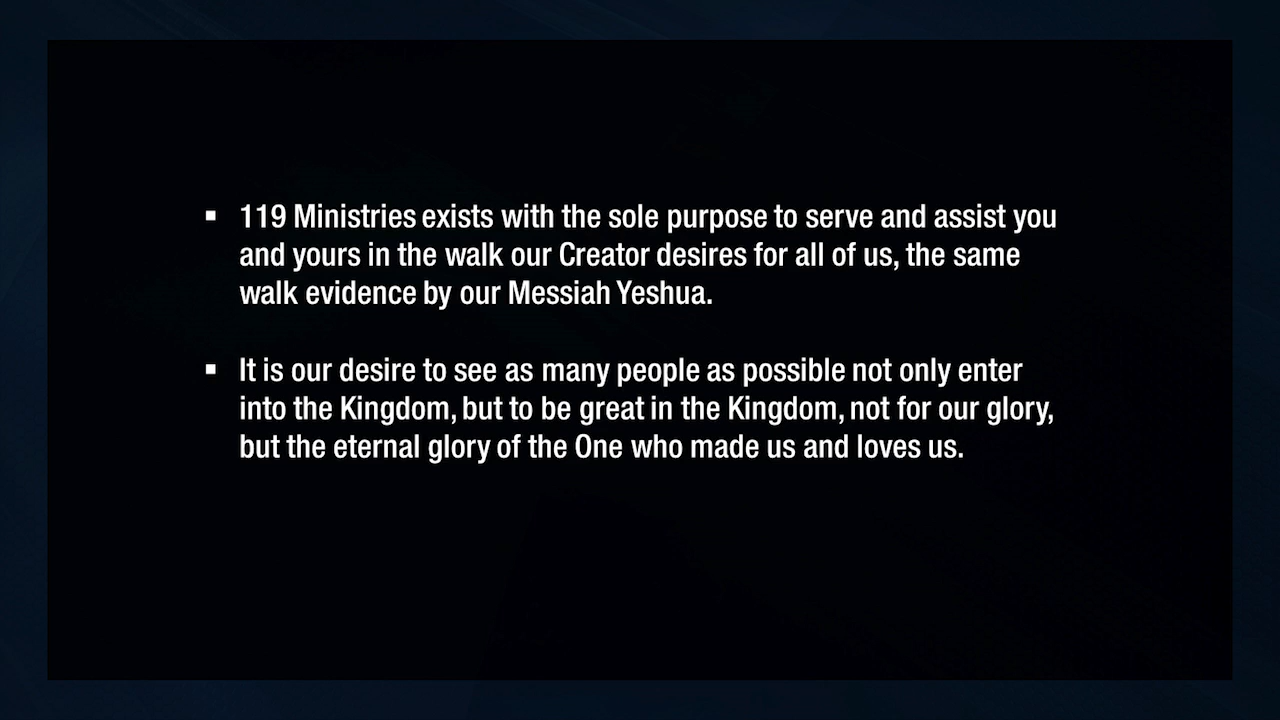 ▪ 119 Ministries exists with the sole purpose to serve and assist you
and yours in the walk our Creator desires for all of us, the same
walk evidence by our Messiah Yeshua.
▪ It is our desire to see as many people as possible not only enter
into the Kingdom, but to be great in the Kingdom, not for our glory,
but the eternal glory of the One who made us and loves us.